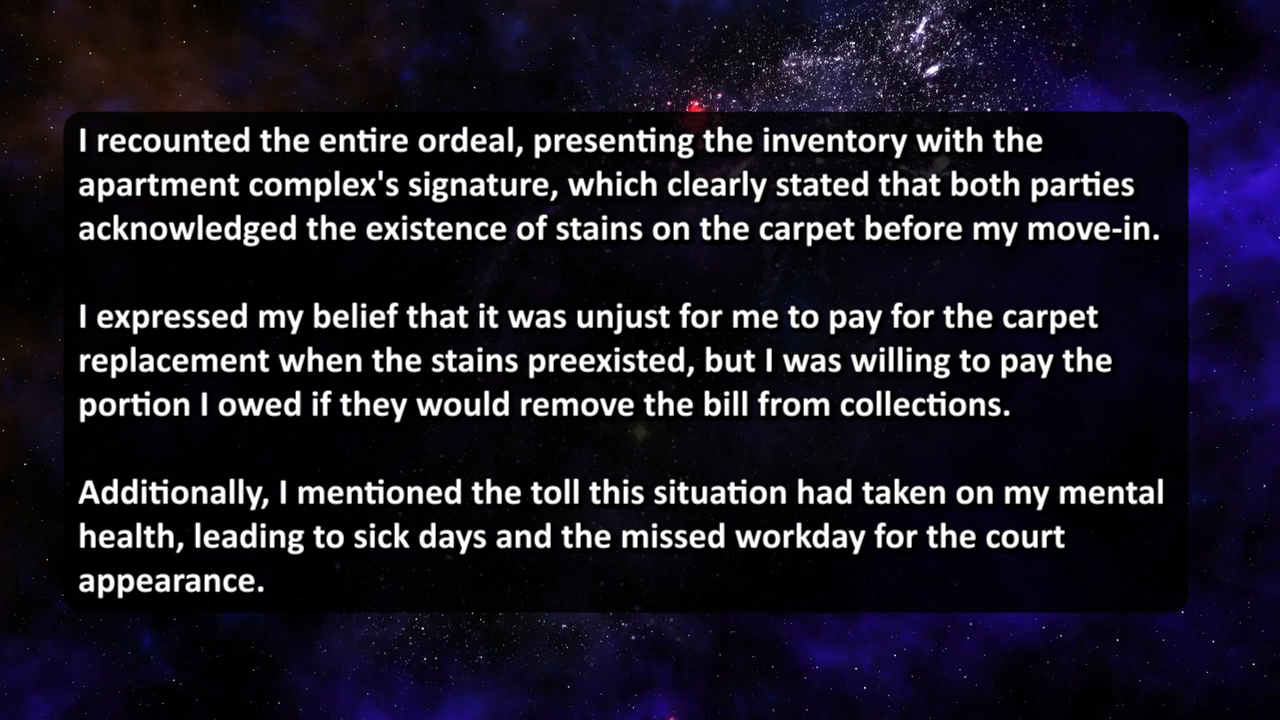 I recounted the entire ordeal, presenting the inventory with the
apartment complex's signature, which clearly stated that both parties
acknowledged the existence of stains on the carpet before my move-in.
I expressed my belief that it was unjust for me to pay for the carpet
replacement when the stains preexisted, but I was willing to pay the
portion I owed if they would remove the bill from collections.
Additionally, I mentioned the toll this situation had taken on my mental
health, leading to sick days and the missed workday for the court
appearance.